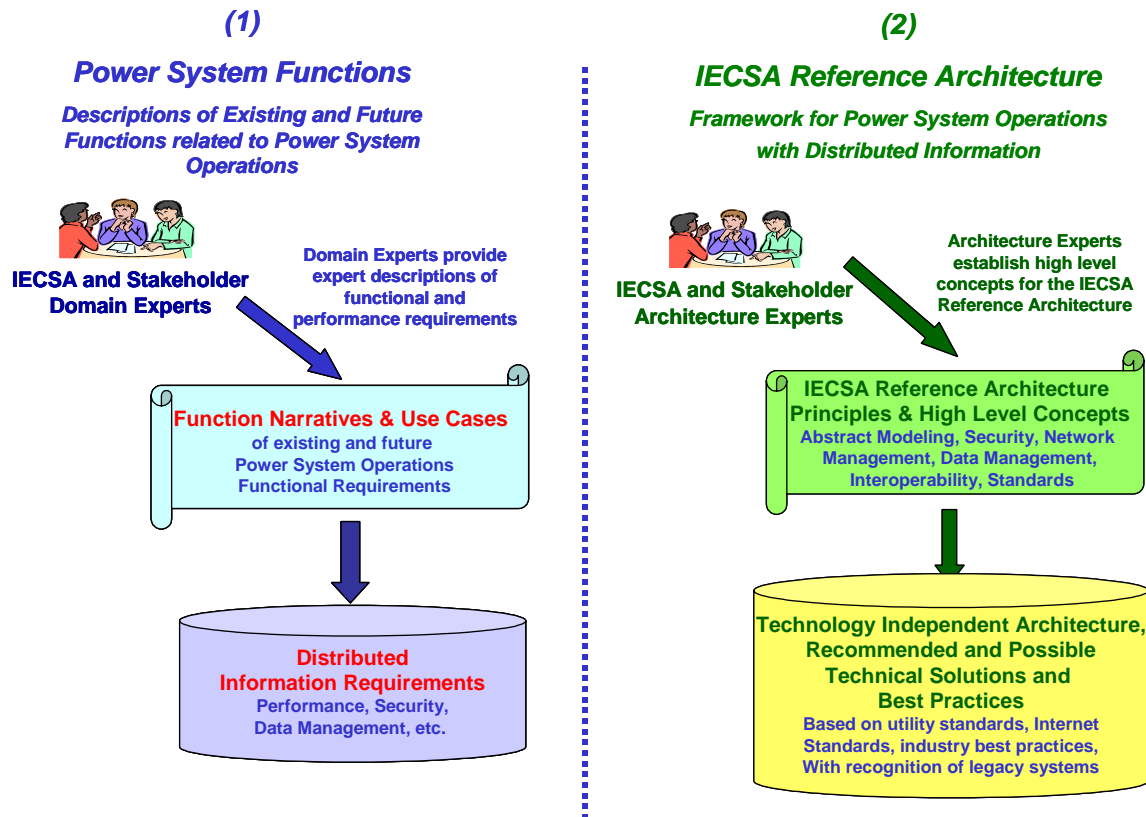 (1)
Power System Functions
Descriptions of Existing and Future
Functions related to Power System
Operations
IECSA and Stakeholder
Domain Experts
Domain Experts provide
expert descriptions of
functional and
performance requirements
Function Narratives & Use Cases
of existing and future
Power System Operations
Functional Requirements
Distributed
Information Requirements
Performance, Security,
Data Management, etc.
(2)
IECSA Reference Architecture
Framework for Power System Operations
with Distributed Information
IECSA and Stakeholder
Architecture Experts
Architecture Experts
establish high level
concepts for the IECSA
Reference Architecture
IECSA Reference Architecture
Principles & High Level Concepts
Abstract Modeling, Security, Network
Management, Data Management,
Interoperability, Standards
Technology Independent Architecture,
Recommended and Possible
Technical Solutions and
Best Practices
Based on utility standards, Internet
Standards, industry best practices,
With recognition of legacy systems